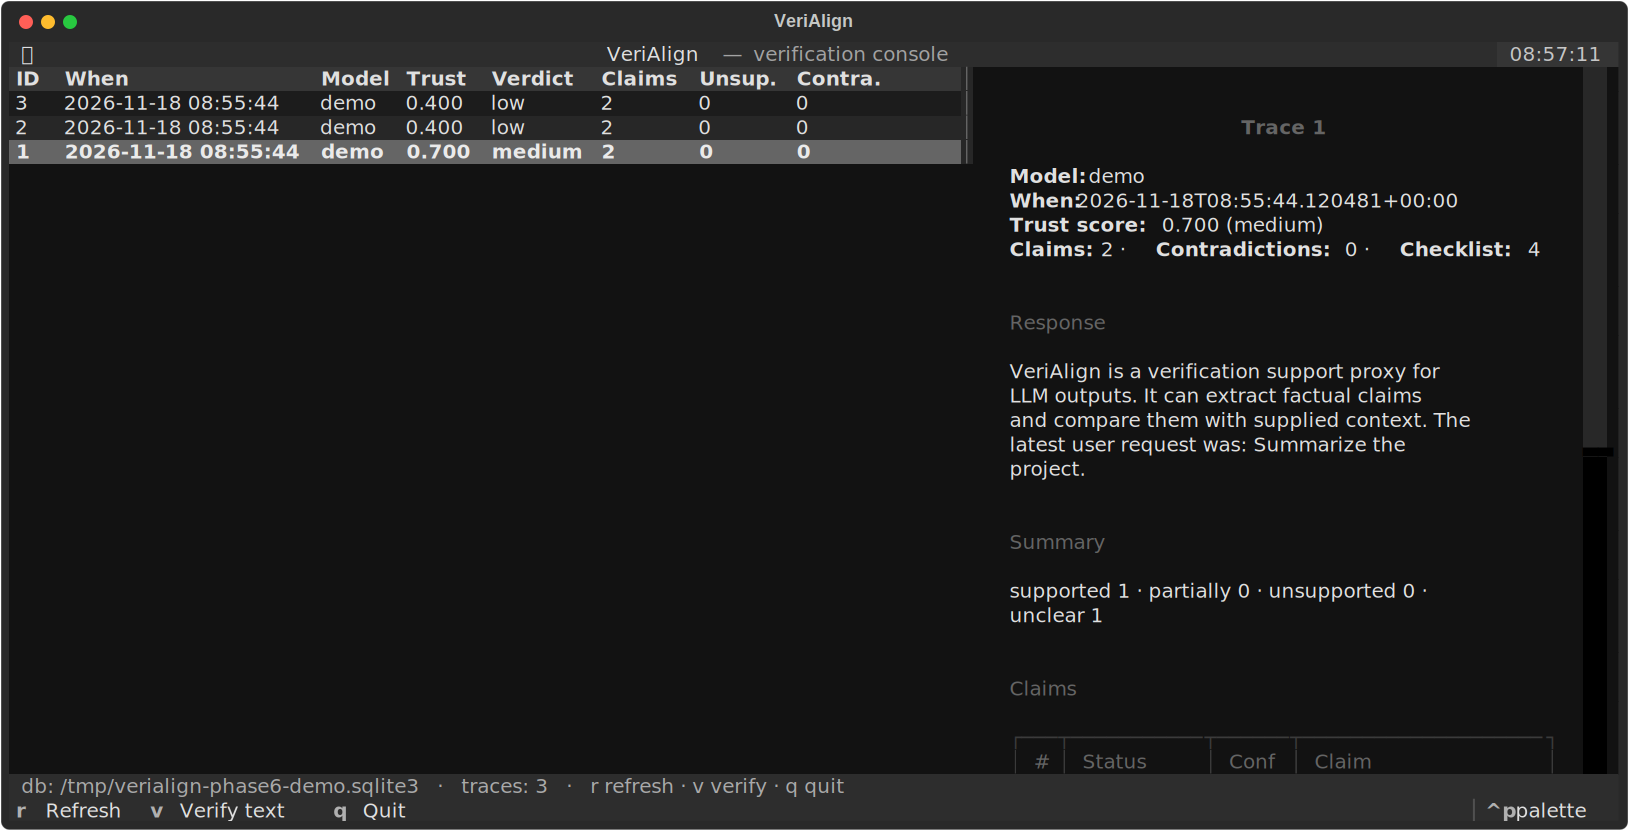 VeriAlign
VeriAlign — verification console 08:57:11
ID When Model Trust Verdict Claims Unsup. Contra.
3 2026-11-18 08:55:44 demo 0.400 low 2 0 0
2 2026-11-18 08:55:44 demo 0.400 low 2 0 0
1 2026-11-18 08:55:44 demo 0.700 medium 2 0 0
Trace 1
Model: demo
When: 2026-11-18T08:55:44.120481+00:00
Trust score: 0.700 (medium)
Claims: 2 · Contradictions: 0 · Checklist: 4
Response
VeriAlign is a verification support proxy for
LLM outputs. It can extract factual claims
and compare them with supplied context. The
latest user request was: Summarize the
project.
Summary
supported 1 · partially 0 · unsupported 0 ·
unclear 1
Claims
# Status Conf Claim
db: /tmp/verialign-phase6-demo.sqlite3 · traces: 3 · r refresh · v verify · q quit
r Refresh v Verify text q Quit ^p palette